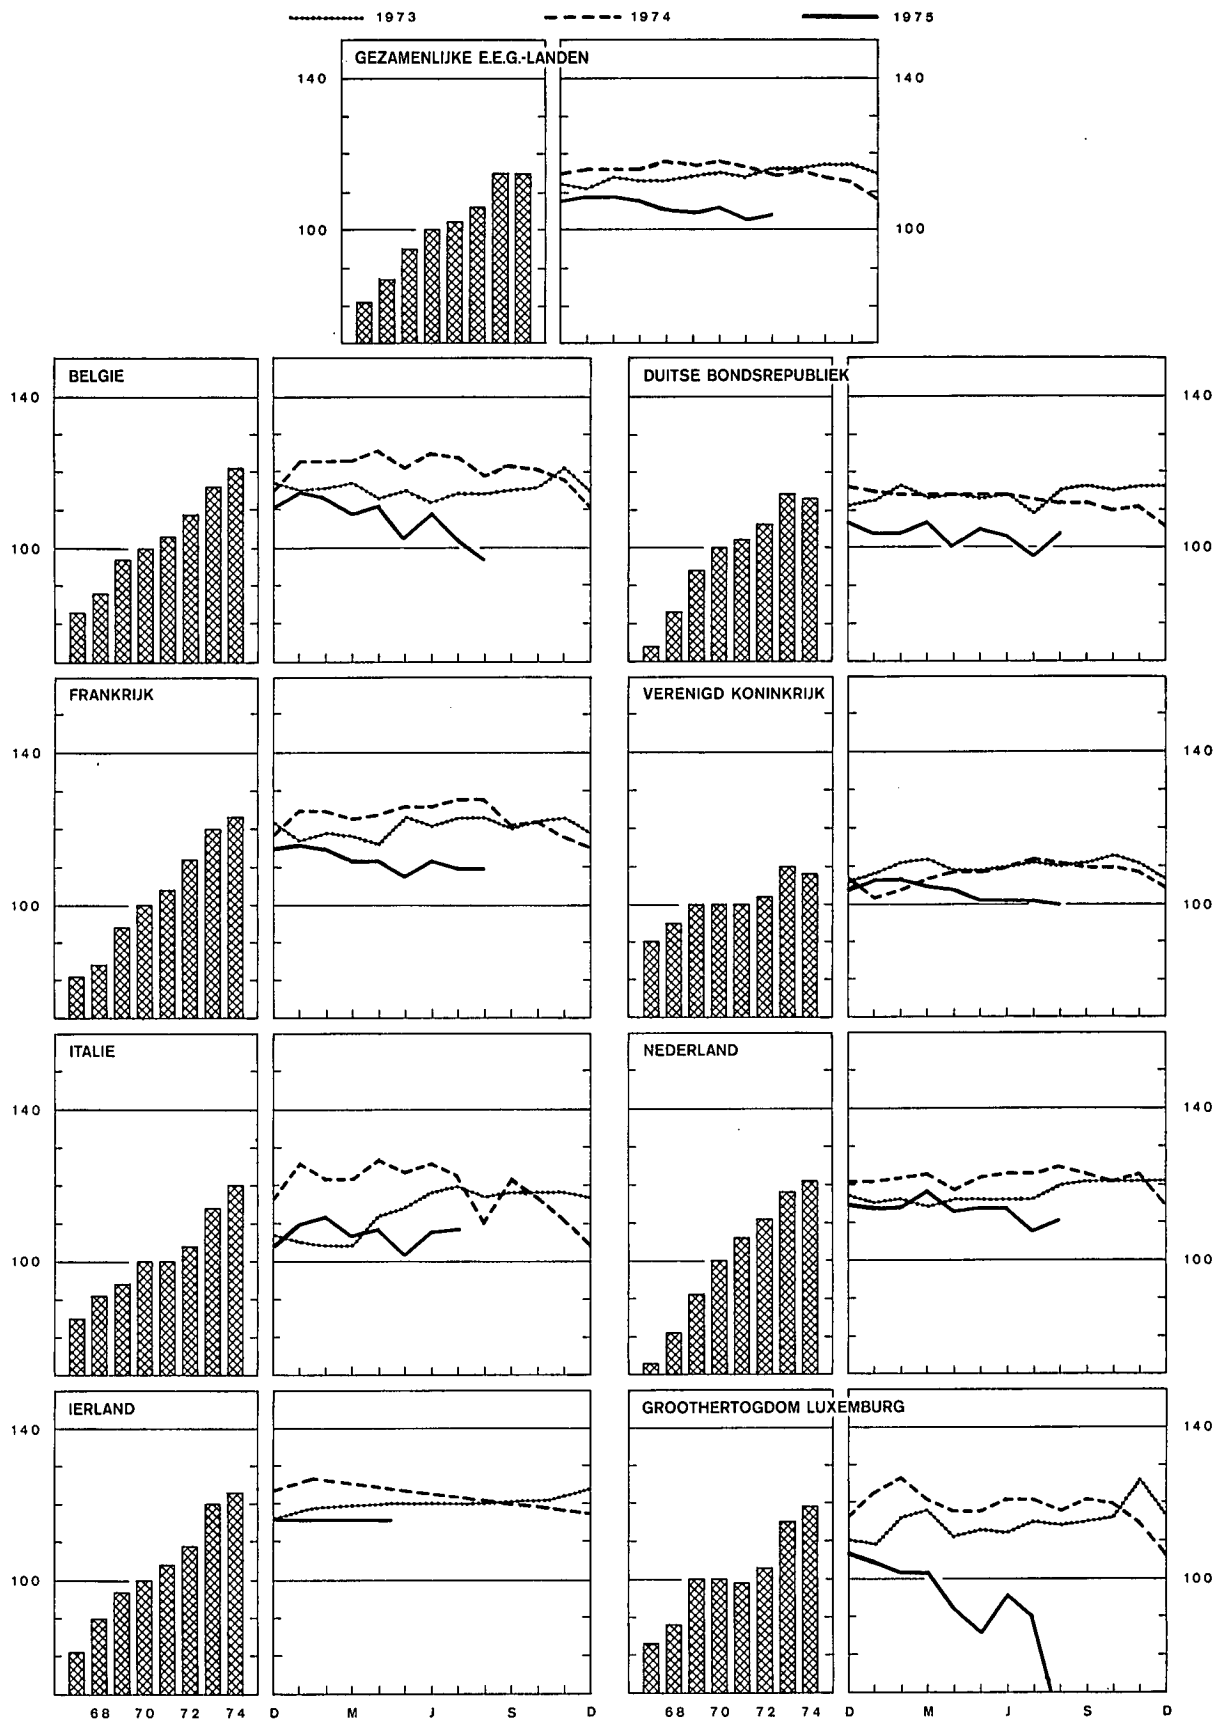 1973 1974 1975
GEZAMENLIJKE E.E.G.-LANDEN
140 140
100 100
BELGIE DUITSE BONDSREPUBLIEK
140 140
100 100
FRANKRIJK VERENIGD KONINKRIJK
140 140
100 100
ITALIE NEDERLAND
140 140
100 100
IERLAND GROOTHERTOGDOM LUXEMBURG
140 140
100 100
68 70 72 74 D M J S D 68 70 72 74 D M J S D